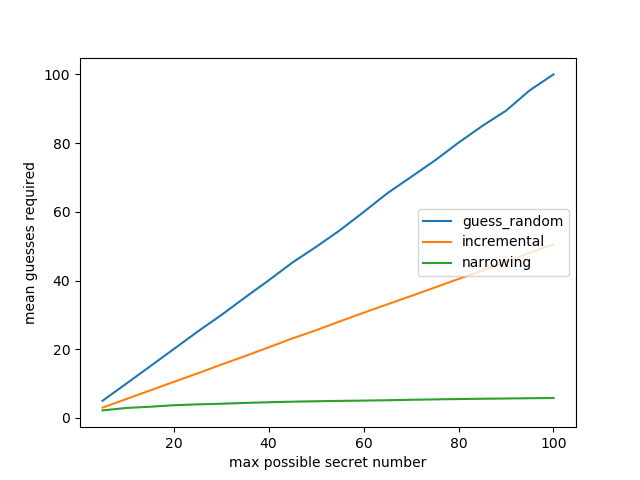 100
80
60
40
20
0
mean guesses required
guess_random
incremental
narrowing
20 40 60 80 100
max possible secret number